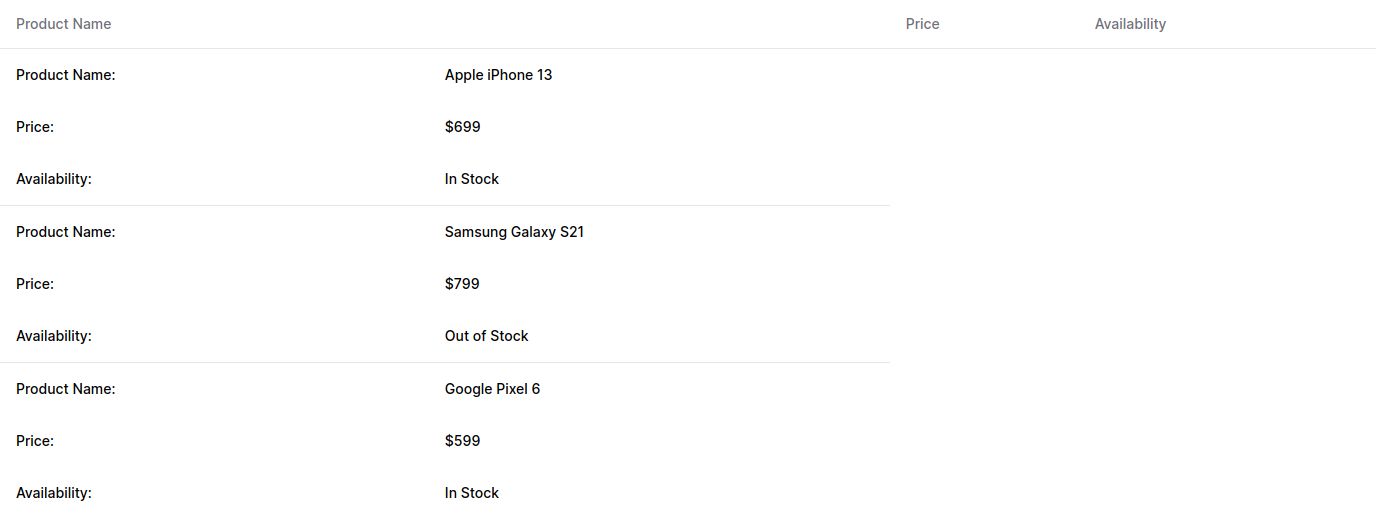 Product Name Price Availability
Product Name: Apple iPhone 13
Price: $699
Availability: In Stock
Product Name: Samsung Galaxy S21
Price: $799
Availability: Out of Stock
Product Name: Google Pixel 6
Price: $599
Availability: In Stock